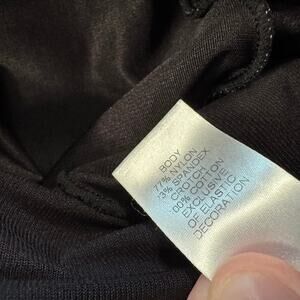 BODY
77% NYLON
23% SPANDEX
CROTCH
100% COTTON
EXCLUSIVE
OF ELASTIC
DECORATION